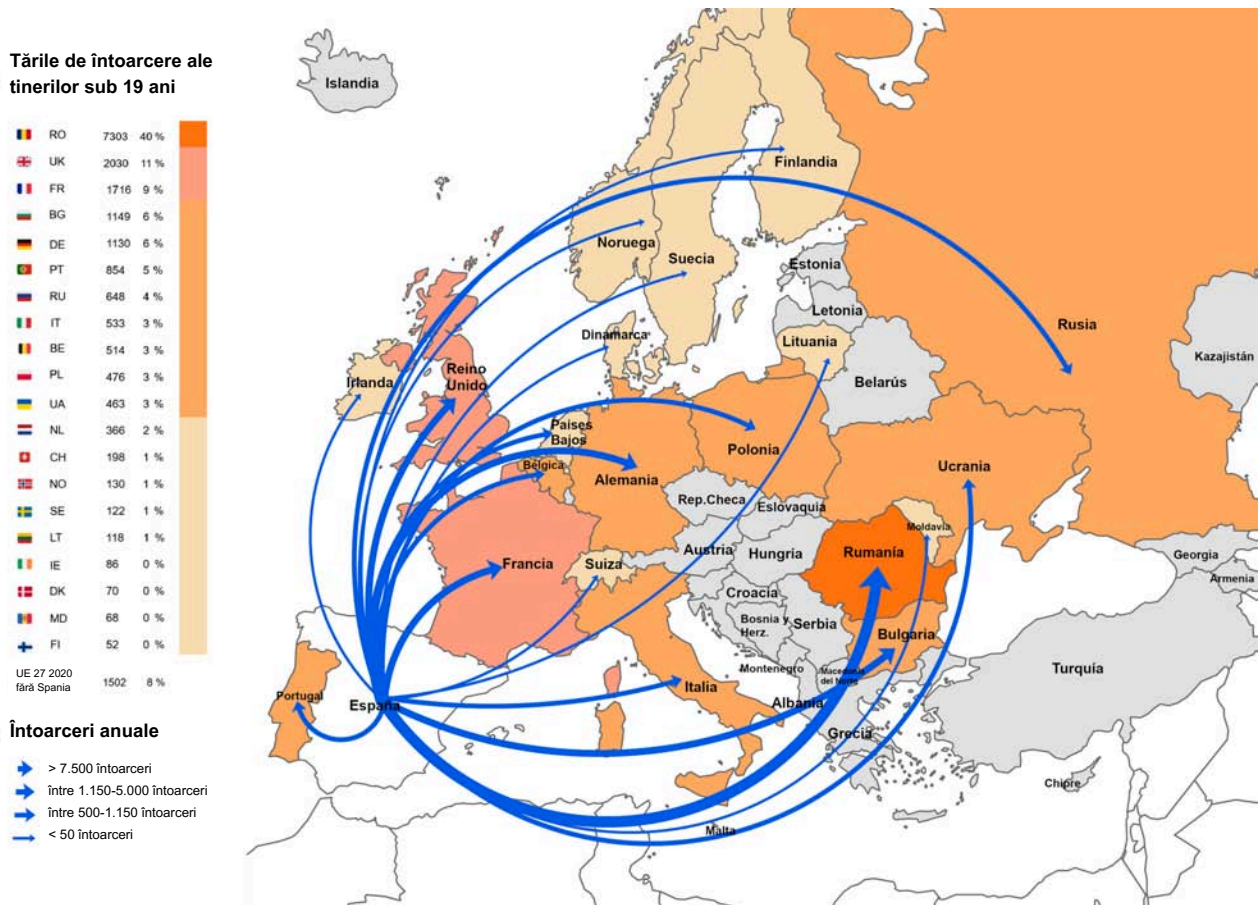 Tările de întoarcere ale
tinerilor sub 19 ani
RO 7303 40 %
UK 2030 11 %
FR 1716 9 %
BG 1149 6 %
DE 1130 6 %
PT 854 5 %
RU 648 4 %
IT 533 3 %
BE 514 3 %
PL 476 3 %
UA 463 3 %
NL 366 2 %
CH 198 1 %
NO 130 1 %
SE 122 1 %
LT 118 1 %
IE 86 0 %
DK 70 0 %
MD 68 0 %
FI 52 0 %
UE 27 2020
fără Spania 1502 8 %
Întoarceri anuale
> 7.500 întoarceri
între 1.150-5.000 întoarceri
între 500-1.150 întoarceri
< 50 întoarceri
Islandia
Finlandia
Noruega
Suecia
Estonia
Letonia
Rusia
Dinamarca
Lituania
Kazajistán
Irlanda
Reino
Unido
Belarús
Países
Bajos
Polonia
Bélgica
Alemania
Ucrania
Rep.Checa
Eslovaquia
Moldavia
Austria
Hungría
Rumanía
Francia
Suiza
Georgia
Armenia
Croacia
Bosnia y
Herz.
Serbia
Bulgaria
Montenegro
Macedonia
del Norte
Turquía
Portugal
España
Italia
Albania
Grecia
Chipre
Malta